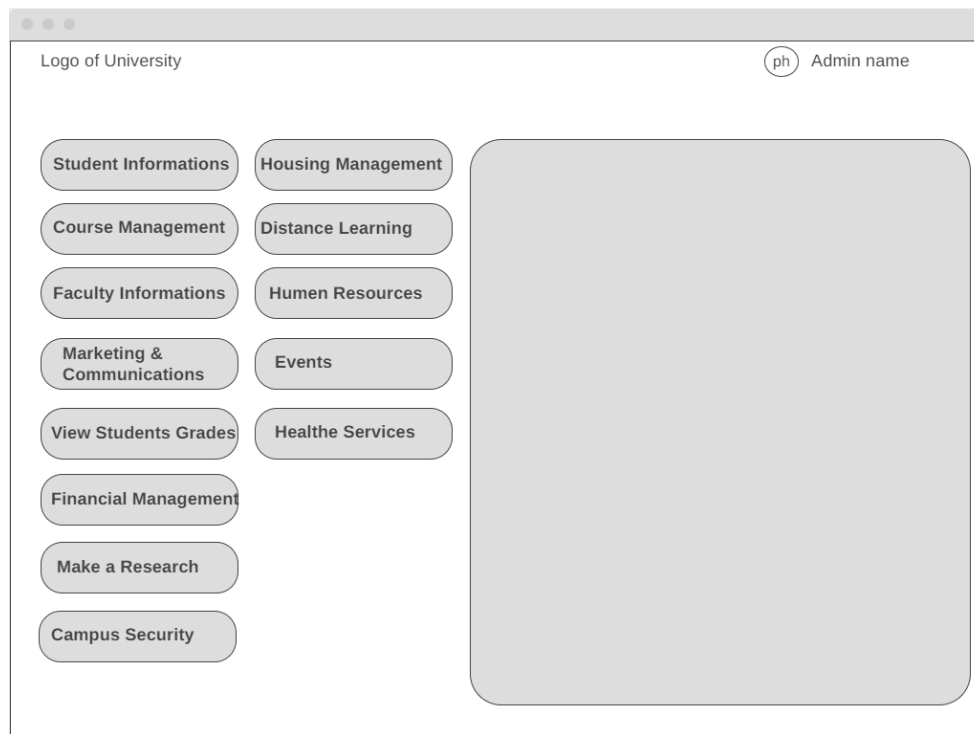 Logo of University
ph Admin name
Student Informations
Housing Management
Course Management
Distance Learning
Faculty Informations
Humen Resources
Marketing &
Communications
Events
View Students Grades
Healthe Services
Financial Management
Make a Research
Campus Security